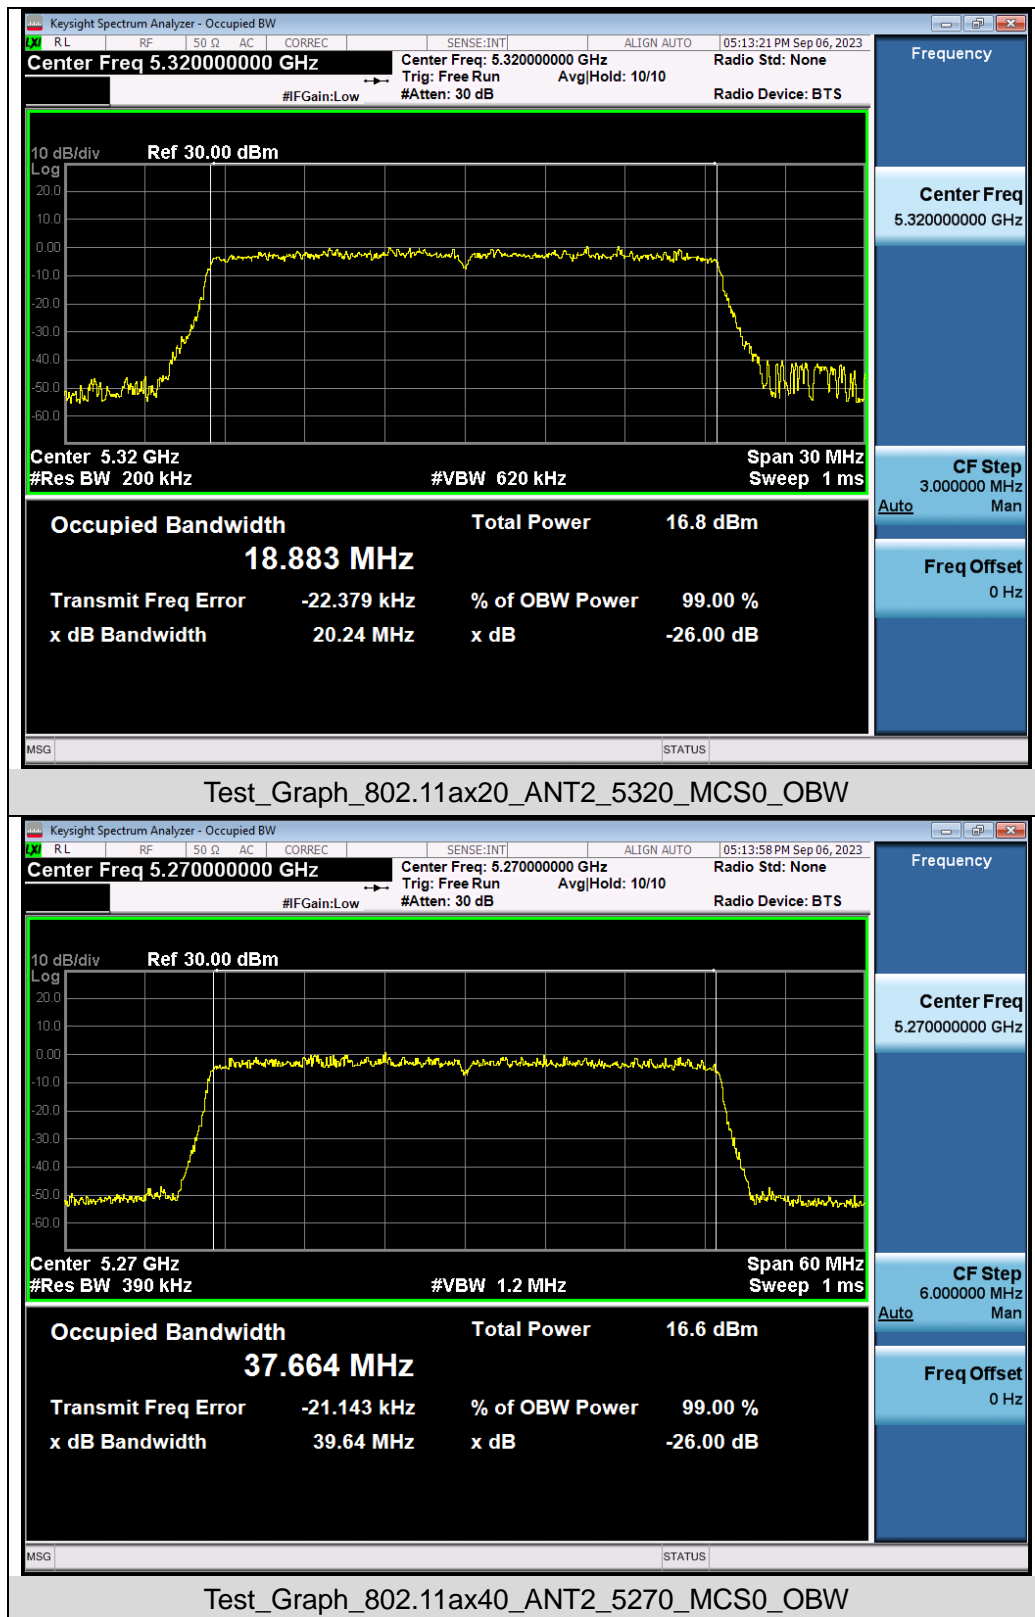 Keysight Spectrum Analyzer - Occupied BW
LXI RL RF 50 Ω AC CORREC SENSE:INT ALIGN AUTO 05:13:21 PM Sep 06, 2023
Center Freq 5.320000000 GHz Center Freq: 5.320000000 GHz Radio Std: None
Trig: Free Run Avg|Hold: 10/10
#IFGain:Low #Atten: 30 dB Radio Device: BTS
Frequency
10 dB/div Ref 30.00 dBm
Log
20.0
10.0
0.00
-10.0
-20.0
-30.0
-40.0
-50.0
-60.0
Center 5.32 GHz Span 30 MHz
#Res BW 200 kHz #VBW 620 kHz Sweep 1 ms
Center Freq
5.320000000 GHz
CF Step
3.000000 MHz
Auto Man
Freq Offset
0 Hz
Occupied Bandwidth Total Power 16.8 dBm
18.883 MHz
Transmit Freq Error -22.379 kHz % of OBW Power 99.00 %
x dB Bandwidth 20.24 MHz x dB -26.00 dB
MSG STATUS
Test_Graph_802.11ax20_ANT2_5320_MCS0_OBW
Keysight Spectrum Analyzer - Occupied BW
LXI RL RF 50 Ω AC CORREC SENSE:INT ALIGN AUTO 05:13:58 PM Sep 06, 2023
Center Freq 5.270000000 GHz Center Freq: 5.270000000 GHz Radio Std: None
Trig: Free Run Avg|Hold: 10/10
#IFGain:Low #Atten: 30 dB Radio Device: BTS
Frequency
10 dB/div Ref 30.00 dBm
Log
20.0
10.0
0.00
-10.0
-20.0
-30.0
-40.0
-50.0
-60.0
Center 5.27 GHz Span 60 MHz
#Res BW 390 kHz #VBW 1.2 MHz Sweep 1 ms
Center Freq
5.270000000 GHz
CF Step
6.000000 MHz
Auto Man
Freq Offset
0 Hz
Occupied Bandwidth Total Power 16.6 dBm
37.664 MHz
Transmit Freq Error -21.143 kHz % of OBW Power 99.00 %
x dB Bandwidth 39.64 MHz x dB -26.00 dB
MSG STATUS
Test_Graph_802.11ax40_ANT2_5270_MCS0_OBW